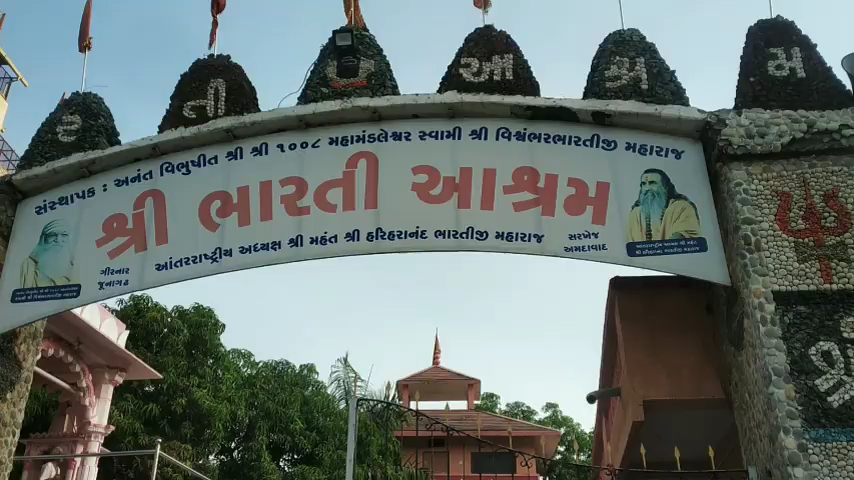 ર તી આ શ્ર મ
સંસ્થાપક : અનંત વિભુષીત શ્રી શ્રી ૧૦૦૮ મહામંડલેશ્વર સ્વામી શ્રી વિશ્વંભરભારતીજી મહારાજ
શ્રી ભારતી આશ્રમ
ગીરનાર
જૂનાગઢ
આંતરરાષ્ટ્રીય અધ્યક્ષ શ્રી મહંત શ્રી હરિહરાનંદ ભારતીજી મહારાજ
સરખેજ
અમદાવાદ
શ્રી